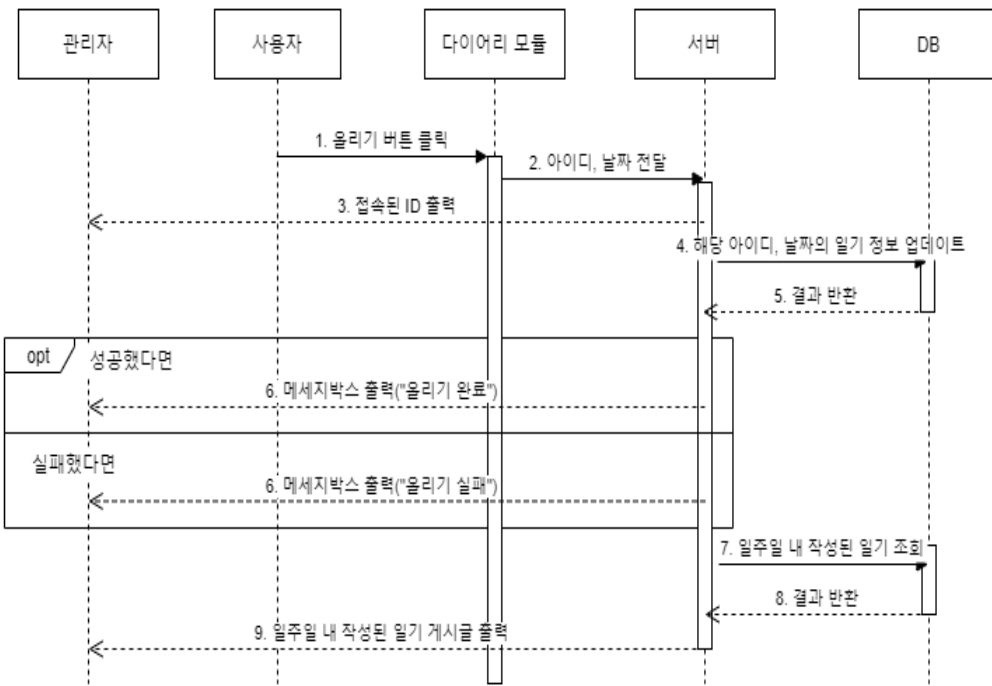 관리자
사용자
다이어리 모듈
서버
DB
1. 올리기 버튼 클릭
2. 아이디, 날짜 전달
3. 접속된 ID 출력
4. 해당 아이디, 날짜의 일기 정보 업데이트
5. 결과 반환
opt
성공했다면
6. 메세지박스 출력("올리기 완료")
실패했다면
6. 메세지박스 출력("올리기 실패")
7. 일주일 내 작성된 일기 조회
8. 결과 반환
9. 일주일 내 작성된 일기 게시글 출력